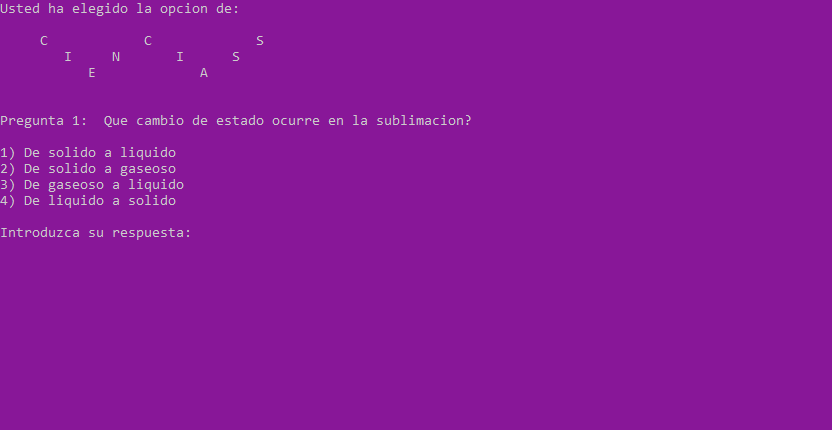 Usted ha elegido la opcion de:
C C S
I N I S
E A
Pregunta 1:  Que cambio de estado ocurre en la sublimacion?
1) De solido a liquido
2) De solido a gaseoso
3) De gaseoso a liquido
4) De liquido a solido
Introduzca su respuesta: